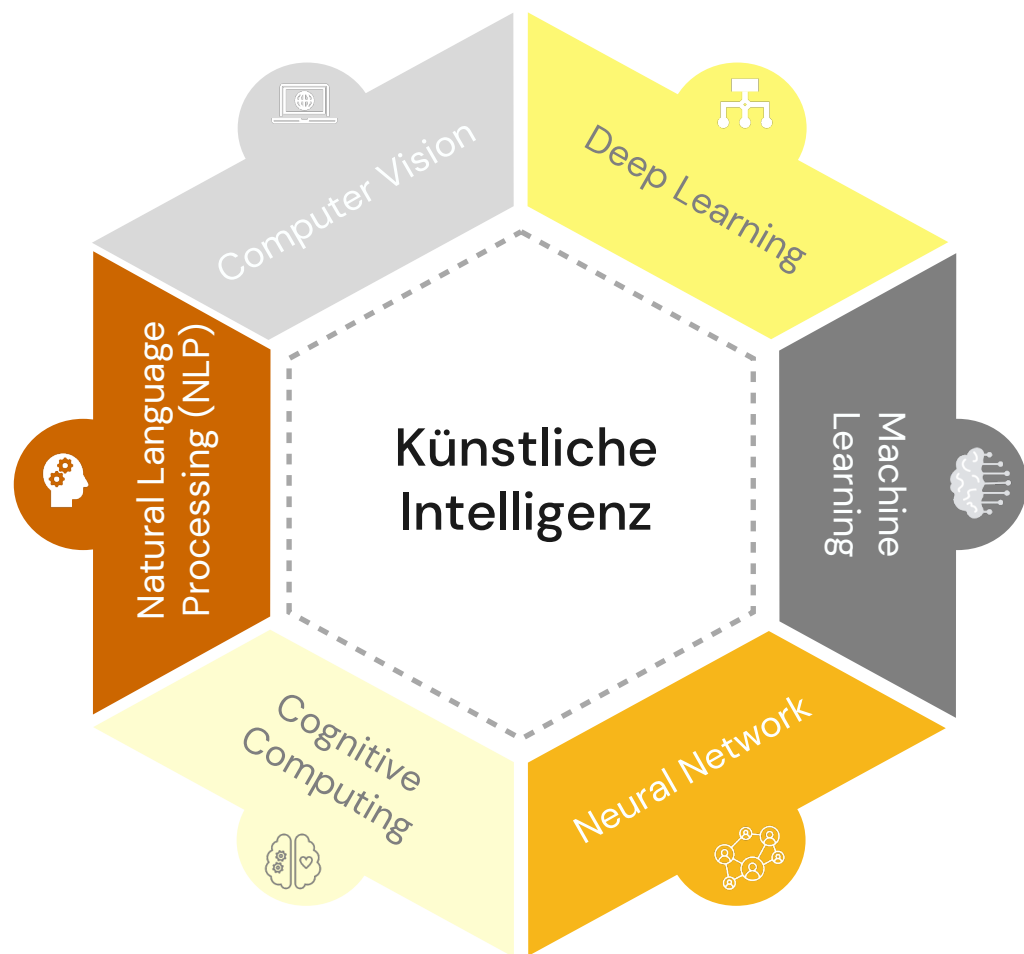 Computer Vision
Deep Learning
Natural Language
Processing (NLP)
Künstliche
Intelligenz
Machine
Learning
Cognitive
Computing
Neural Network